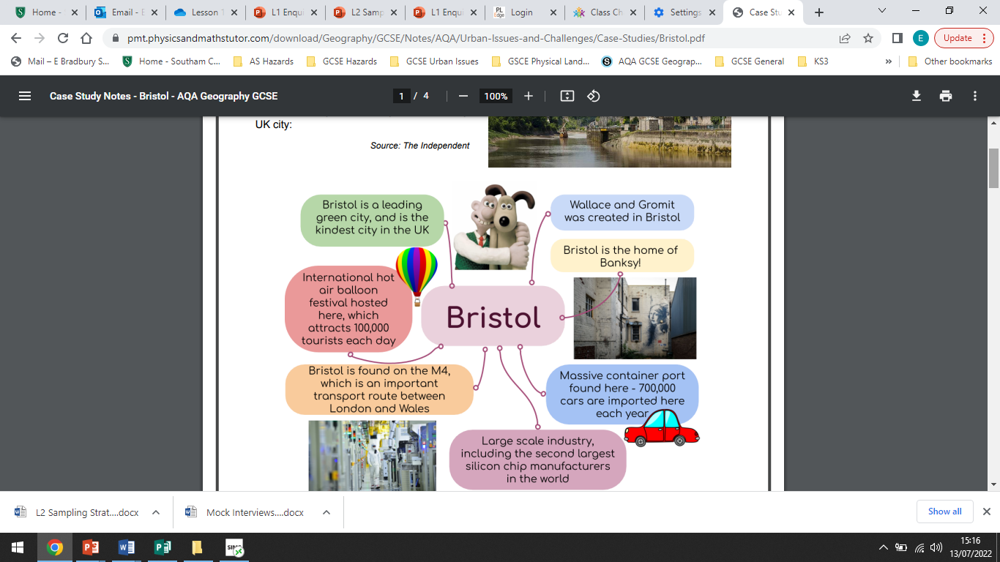 Home -
Email - E
Lesson 1
L1 Enqui
L2 Samp
L1 Enqui
PL Edge
Login
Class Ch
Settings
Case Stu
pmt.physicsandmathstutor.com/download/Geography/GCSE/Notes/AQA/Urban-Issues-and-Challenges/Case-Studies/Bristol.pdf
E
Update
Mail – E Bradbury S...
Home - Southam C...
AS Hazards
GCSE Hazards
GCSE Urban Issues
GSCE Physical Land...
AQA GCSE Geograp...
GCSE General
KS3
»
Other bookmarks
Case Study Notes - Bristol - AQA Geography GCSE
1 / 4
100%
UK city:
Source: The Independent
Bristol is a leading
green city, and is the
kindest city in the UK
Wallace and Gromit
was created in Bristol
Bristol is the home of
Banksy!
International hot
air balloon
festival hosted
here, which
attracts 100,000
tourists each day
Bristol
Bristol is found on the M4,
which is an important
transport route between
London and Wales
Massive container port
found here - 700,000
cars are imported here
each year
Large scale industry,
including the second largest
silicon chip manufacturers
in the world
L2 Sampling Strat....docx
Mock Interviews....docx
Show all
SIMS
15:16
13/07/2022